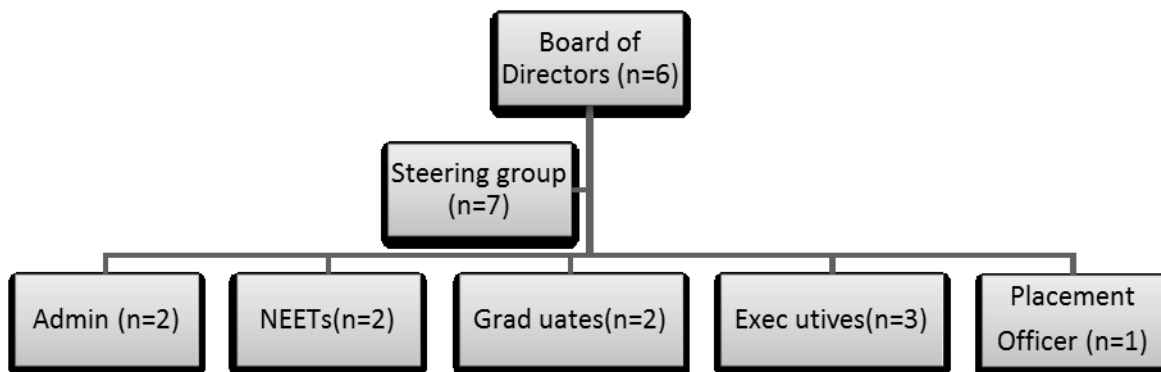 Board of
Directors (n=6)
Steering group
(n=7)
Admin (n=2)
NEETs(n=2)
Grad uates(n=2)
Exec utives(n=3)
Placement
Officer (n=1)